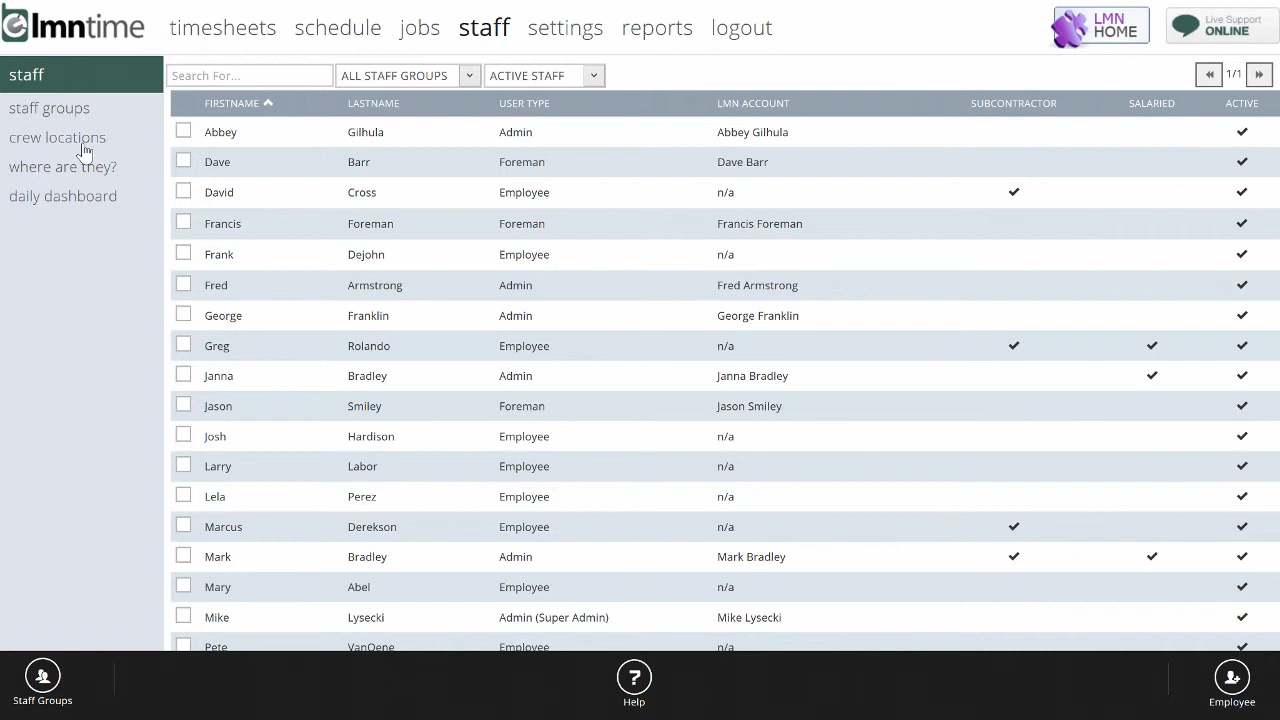 lmntime timesheets schedule jobs staff settings reports logout LMN HOME Live Support ONLINE
staff
staff groups
crew locations
where are they?
daily dashboard
Search For... ALL STAFF GROUPS ACTIVE STAFF 1/1
FIRSTNAME LASTNAME USER TYPE LMN ACCOUNT SUBCONTRACTOR SALARIED ACTIVE
Abbey Gilhula Admin Abbey Gilhula
Dave Barr Foreman Dave Barr
David Cross Employee n/a
Francis Foreman Foreman Francis Foreman
Frank Dejohn Employee n/a
Fred Armstrong Admin Fred Armstrong
George Franklin Admin George Franklin
Greg Rolando Employee n/a
Janna Bradley Admin Janna Bradley
Jason Smiley Foreman Jason Smiley
Josh Hardison Employee n/a
Larry Labor Employee n/a
Lela Perez Employee n/a
Marcus Derekson Employee n/a
Mark Bradley Admin Mark Bradley
Mary Abel Employee n/a
Mike Lysecki Admin (Super Admin) Mike Lysecki
Pete VanOene Employee n/a
Staff Groups Help Employee